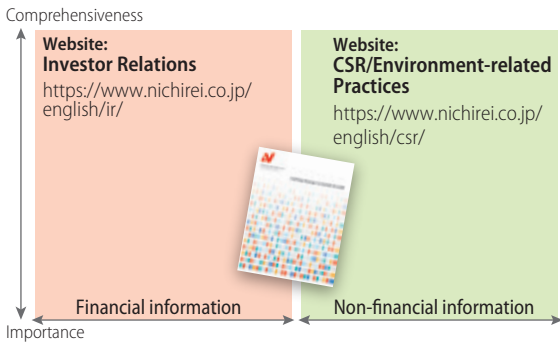 Comprehensiveness
Website:
Investor Relations
https://www.nichirei.co.jp/
english/ir/
Website:
CSR/Environment-related
Practices
https://www.nichirei.co.jp/
english/csr/
Financial information
Non-financial information
Importance